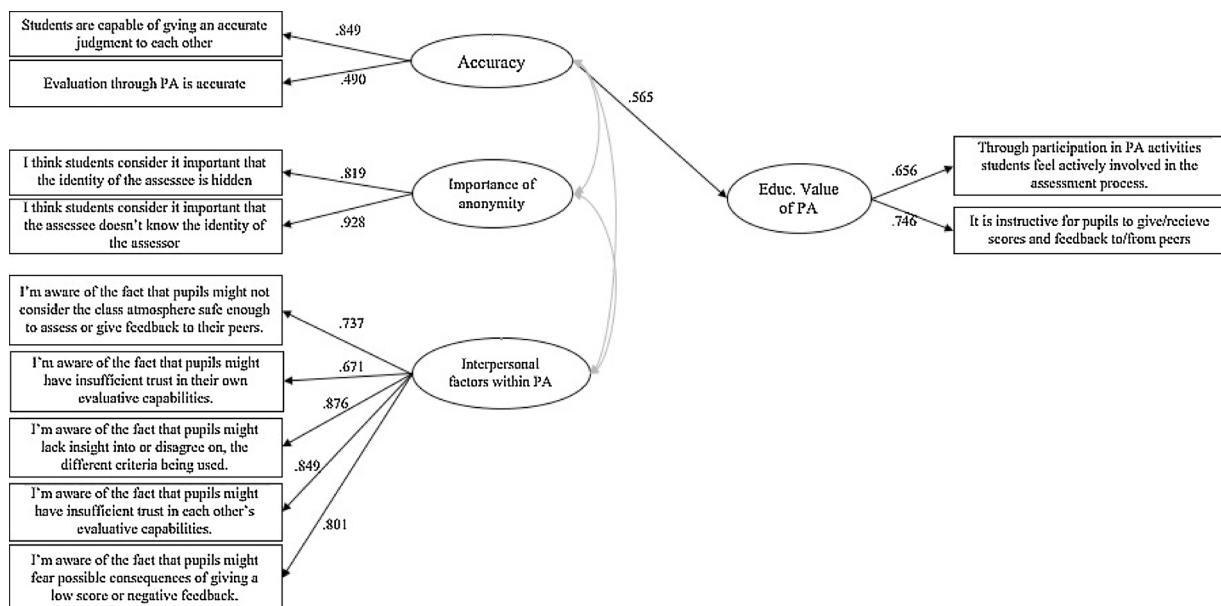 Students are capable of gving an accurate
judgment to each other
.849
Evaluation through PA is accurate
.490
Accuracy
.565
I think students consider it important that
the identity of the assessee is hidden
.819
I think students consider it important that
the assessee doesn't know the identity of
the assessor
.928
Importance of
anonymity
Educ. Value
of PA
.656
Through participation in PA activities
students feel actively involved in the
assessment process.
.746
It is instructive for pupils to give/recieve
scores and feedback to/from peers
I'm aware of the fact that pupils might not
consider the class atmosphere safe enough
to assess or give feedback to their peers.
.737
I'm aware of the fact that pupils might
have insufficient trust in their own
evaluative capabilities.
.671
Interpersonal
factors within PA
.876
I'm aware of the fact that pupils might
lack insight into or disagree on, the
different criteria being used.
.849
I'm aware of the fact that pupils might
have insufficient trust in each other's
evaluative capabilities.
.801
I'm aware of the fact that pupils might
fear possible consequences of giving a
low score or negative feedback.